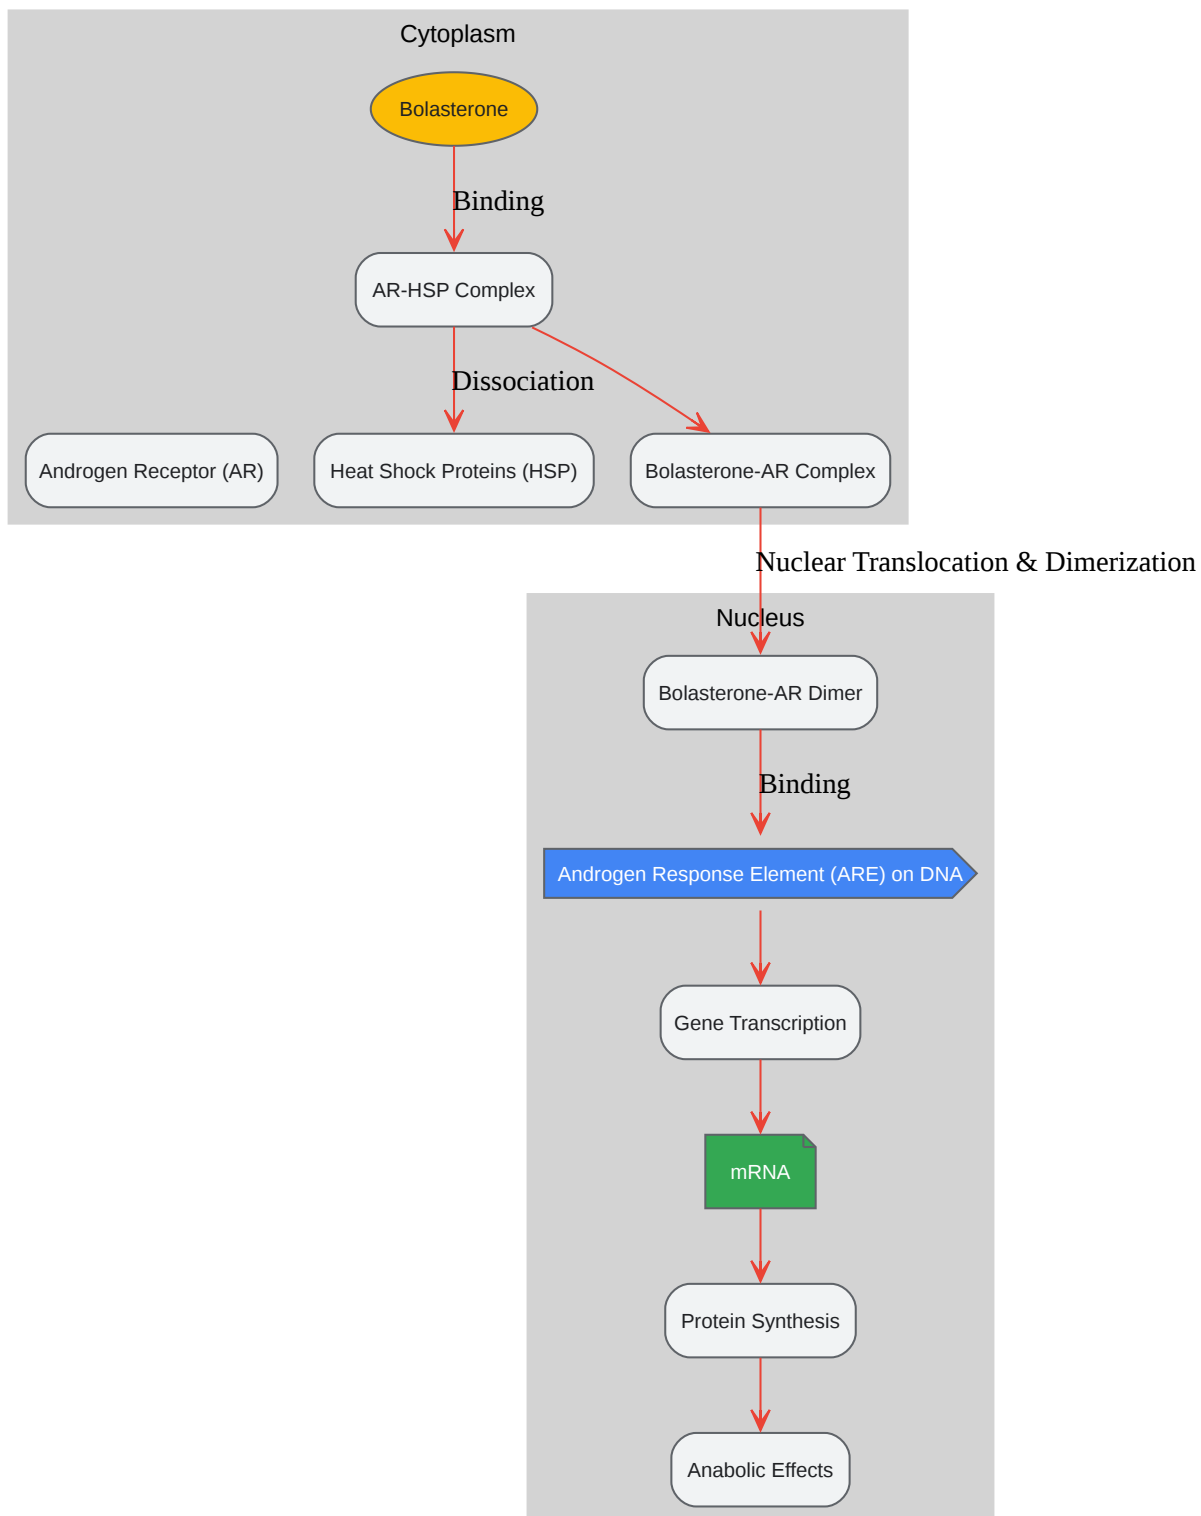 Cytoplasm
Bolasterone
Binding
AR-HSP Complex
Dissociation
Androgen Receptor (AR)
Heat Shock Proteins (HSP)
Bolasterone-AR Complex
Nuclear Translocation & Dimerization
Nucleus
Bolasterone-AR Dimer
Binding
Androgen Response Element (ARE) on DNA
Gene Transcription
mRNA
Protein Synthesis
Anabolic Effects